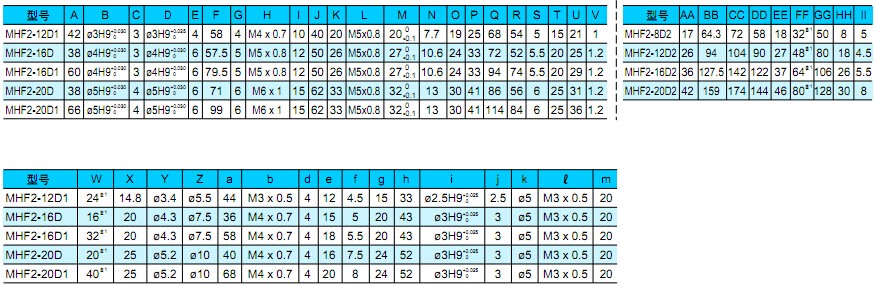 型号 A B C D E F G H I J K L M N O P Q R S T U V
MHF2-12D1 42 ø3H9 +0.030 0 3 ø3H9 +0.025 0 4 58 4 M4 x 0.7 10 40 20 M5x0.8 20 0 -0.1 7.7 19 25 68 54 5 15 21 1
MHF2-16D 38 ø4H9 +0.030 0 3 ø4H9 +0.030 0 6 57.5 5 M5 x 0.8 12 50 26 M5x0.8 27 0 -0.1 10.6 24 33 72 52 5.5 20 25 1.2
MHF2-16D1 60 ø4H9 +0.030 0 3 ø4H9 +0.030 0 6 79.5 5 M5 x 0.8 12 50 26 M5x0.8 27 0 -0.1 10.6 24 33 94 74 5.5 20 29 1.2
MHF2-20D 38 ø5H9 +0.030 0 4 ø5H9 +0.030 0 6 71 6 M6 x 1 15 62 33 M5x0.8 32 0 -0.1 13 30 41 86 56 6 25 31 1.2
MHF2-20D1 66 ø5H9 +0.030 0 4 ø5H9 +0.030 0 6 99 6 M6 x 1 15 62 33 M5x0.8 32 0 -0.1 13 30 41 114 84 6 25 36 1.2
型号 AA BB CC DD EE FF GG HH II
MHF2-8D2 17 64.3 72 58 18 32 ※1 50 8 5
MHF2-12D2 26 94 104 90 27 48 ※1 80 18 4.5
MHF2-16D2 36 127.5 142 122 37 64 ※1 106 26 5.5
MHF2-20D2 42 159 174 144 46 80 ※1 128 30 8
型号 W X Y Z a b d e f g h i j k ℓ m
MHF2-12D1 24 ※1 14.8 ø3.4 ø5.5 44 M3 x 0.5 4 12 4.5 15 33 ø2.5H9 +0.025 0 2.5 ø5 M3 x 0.5 20
MHF2-16D 16 ※1 20 ø4.3 ø7.5 36 M4 x 0.7 4 15 5 20 43 ø3H9 +0.025 0 3 ø5 M3 x 0.5 20
MHF2-16D1 32 ※1 20 ø4.3 ø7.5 58 M4 x 0.7 4 18 5.5 20 43 ø3H9 +0.025 0 3 ø5 M3 x 0.5 20
MHF2-20D 20 ※1 25 ø5.2 ø10 40 M4 x 0.7 4 16 7.5 24 52 ø3H9 +0.025 0 3 ø5 M3 x 0.5 20
MHF2-20D1 40 ※1 25 ø5.2 ø10 68 M4 x 0.7 4 20 8 24 52 ø3H9 +0.025 0 3 ø5 M3 x 0.5 20